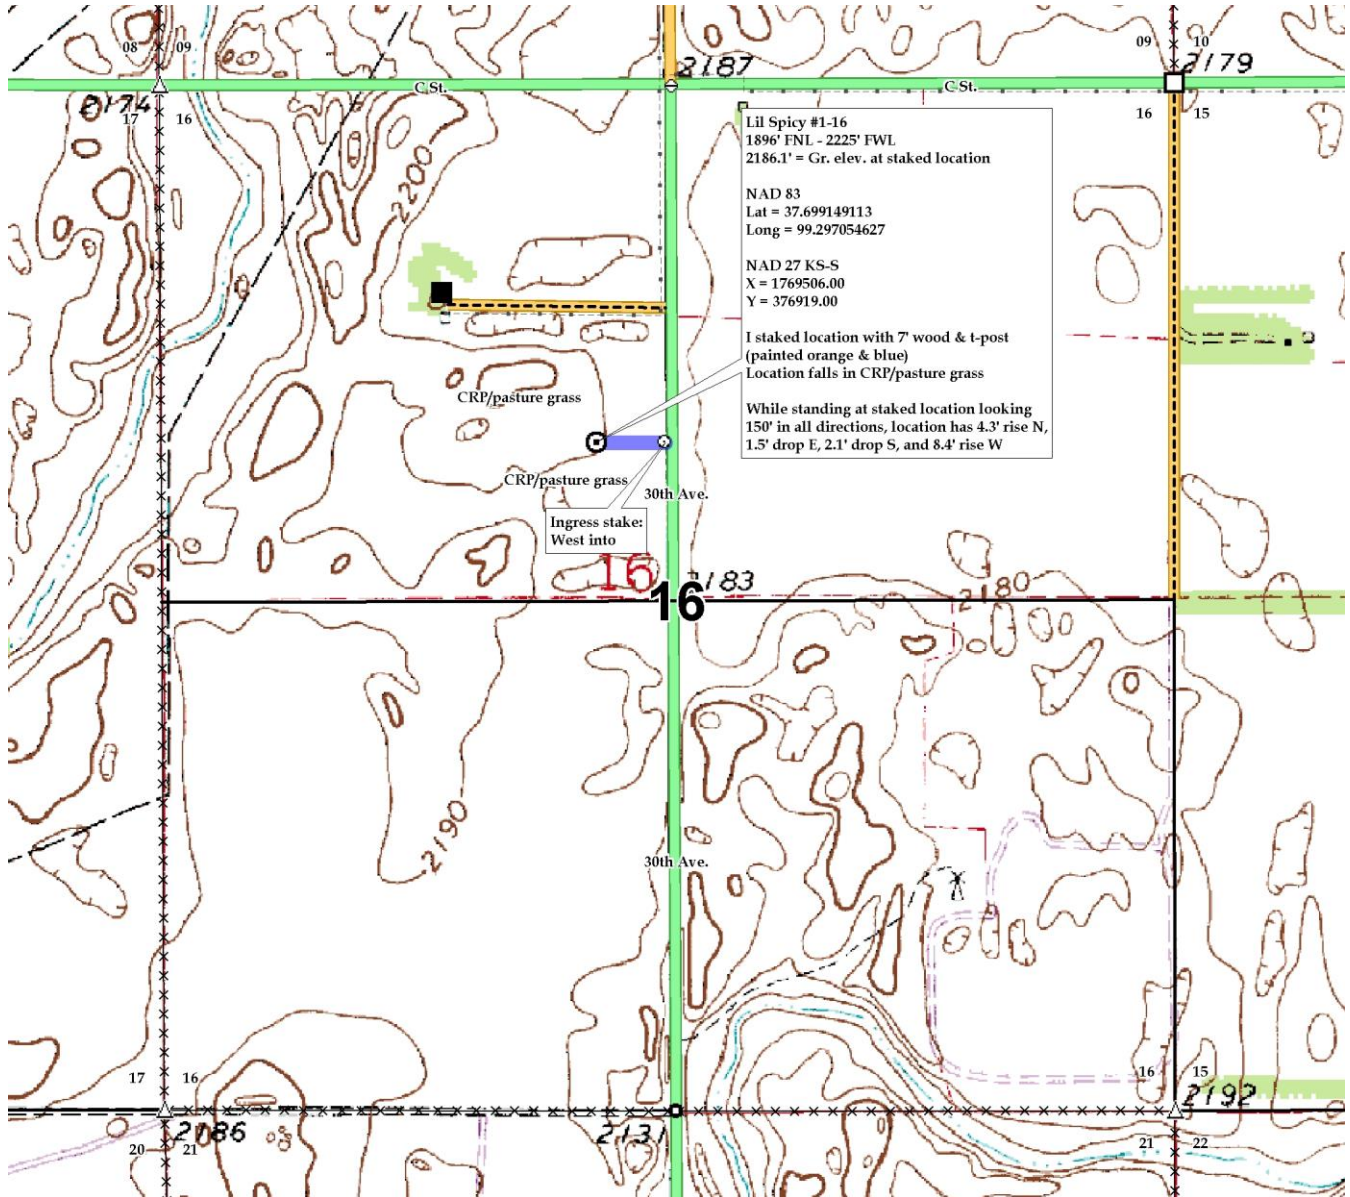 08 09
09 10
2187
2179
C St.
C St.
2174
17 16
16 15
2200
Lil Spicy #1-16
1896' FNL - 2225' FWL
2186.1' = Gr. elev. at staked location
NAD 83
Lat = 37.699149113
Long = 99.297054627
NAD 27 KS-S
X = 1769506.00
Y = 376919.00
I staked location with 7' wood & t-post
(painted orange & blue)
Location falls in CRP/pasture grass
While standing at staked location looking
150' in all directions, location has 4.3' rise N,
1.5' drop E, 2.1' drop S, and 8.4' rise W
CRP/pasture grass
CRP/pasture grass
30th Ave.
Ingress stake:
West into
16
2183
2180
16
2190
30th Ave.
17 16
16 15
2186
2131
2192
20 21
21 22